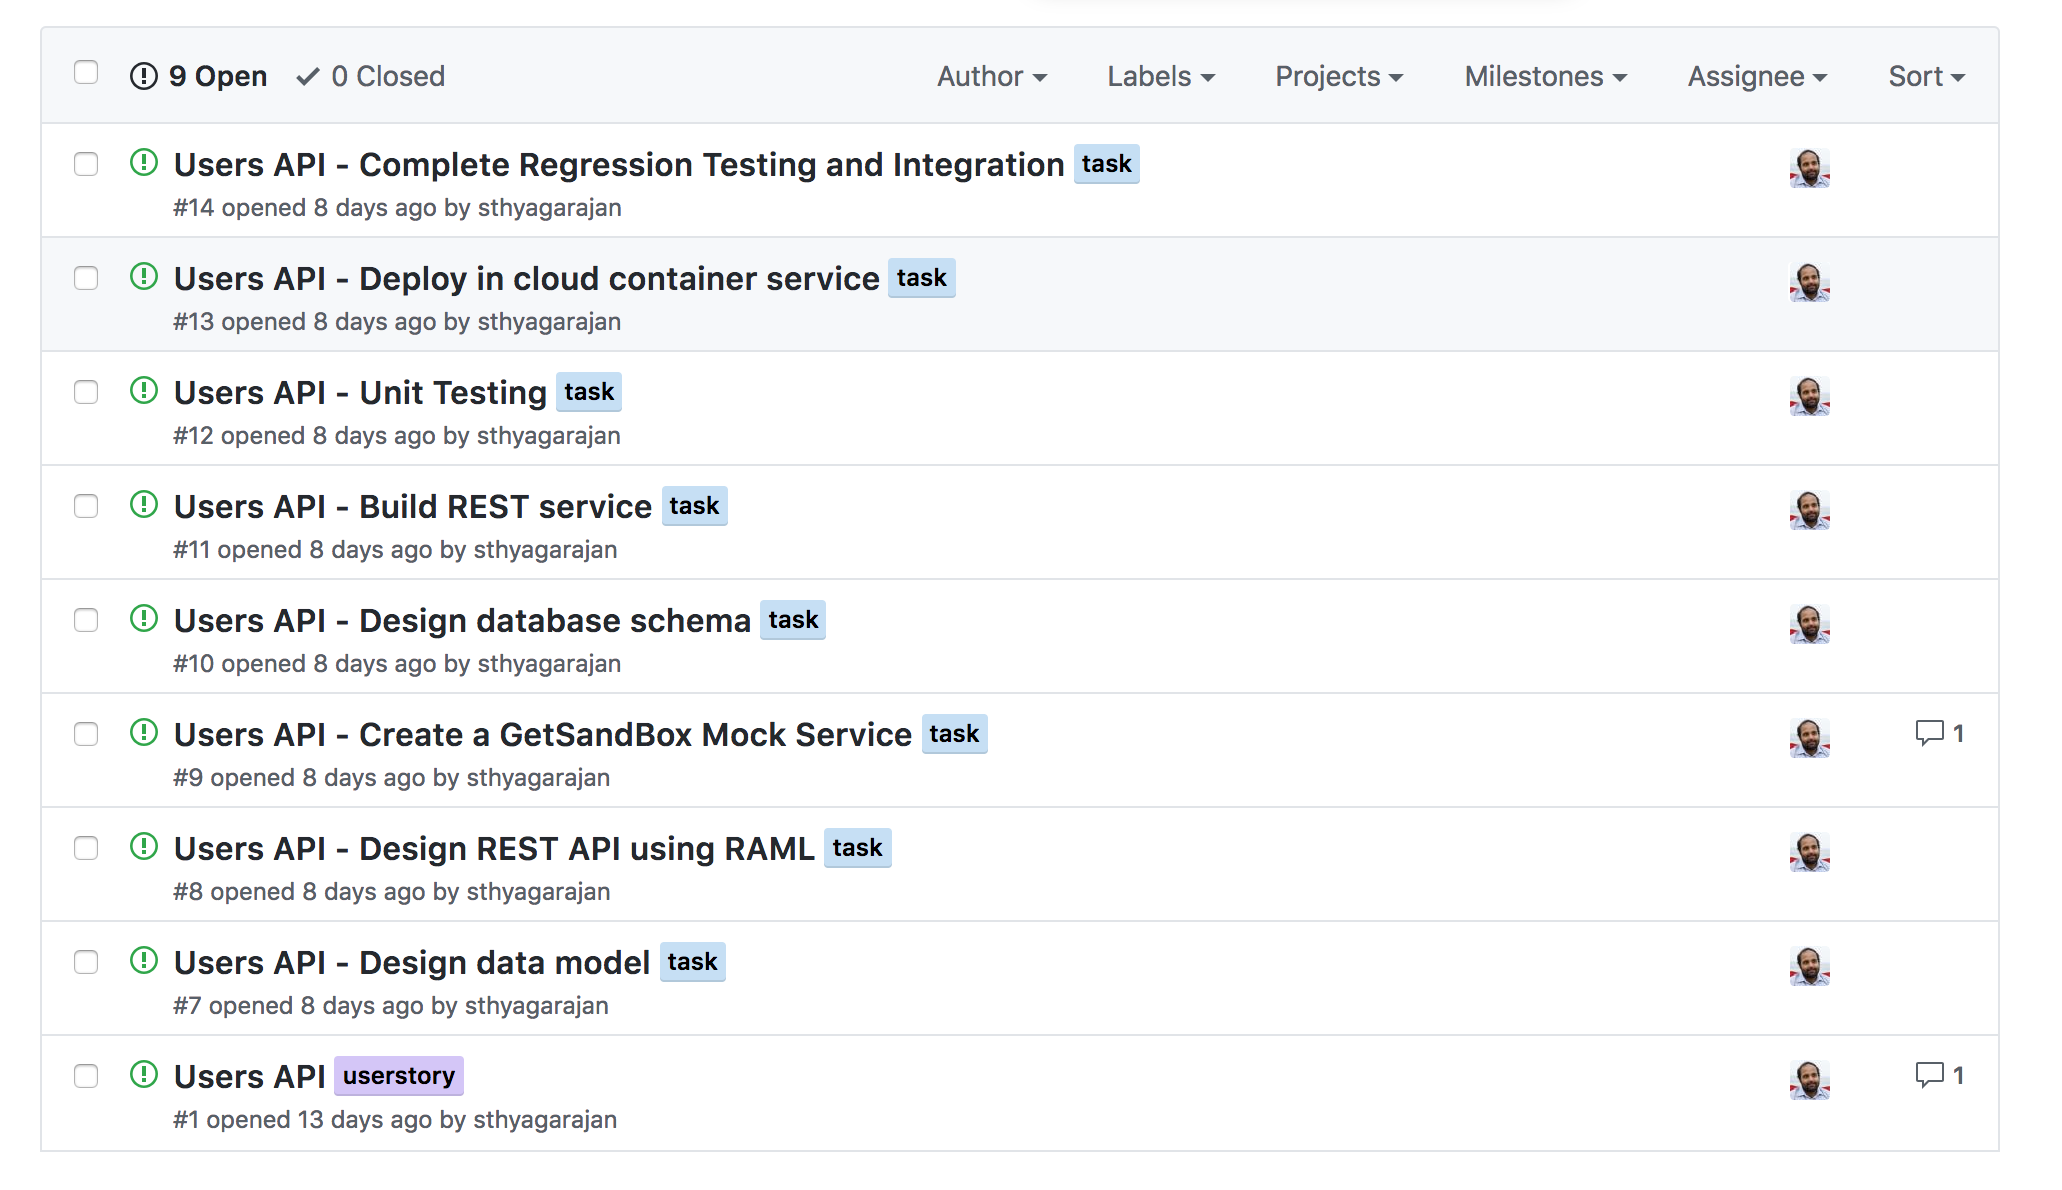 9 Open 0 Closed Author Labels Projects Milestones Assignee Sort
Users API - Complete Regression Testing and Integration task
#14 opened 8 days ago by sthyagarajan
Users API - Deploy in cloud container service task
#13 opened 8 days ago by sthyagarajan
Users API - Unit Testing task
#12 opened 8 days ago by sthyagarajan
Users API - Build REST service task
#11 opened 8 days ago by sthyagarajan
Users API - Design database schema task
#10 opened 8 days ago by sthyagarajan
Users API - Create a GetSandBox Mock Service task 1
#9 opened 8 days ago by sthyagarajan
Users API - Design REST API using RAML task
#8 opened 8 days ago by sthyagarajan
Users API - Design data model task
#7 opened 8 days ago by sthyagarajan
Users API userstory 1
#1 opened 13 days ago by sthyagarajan